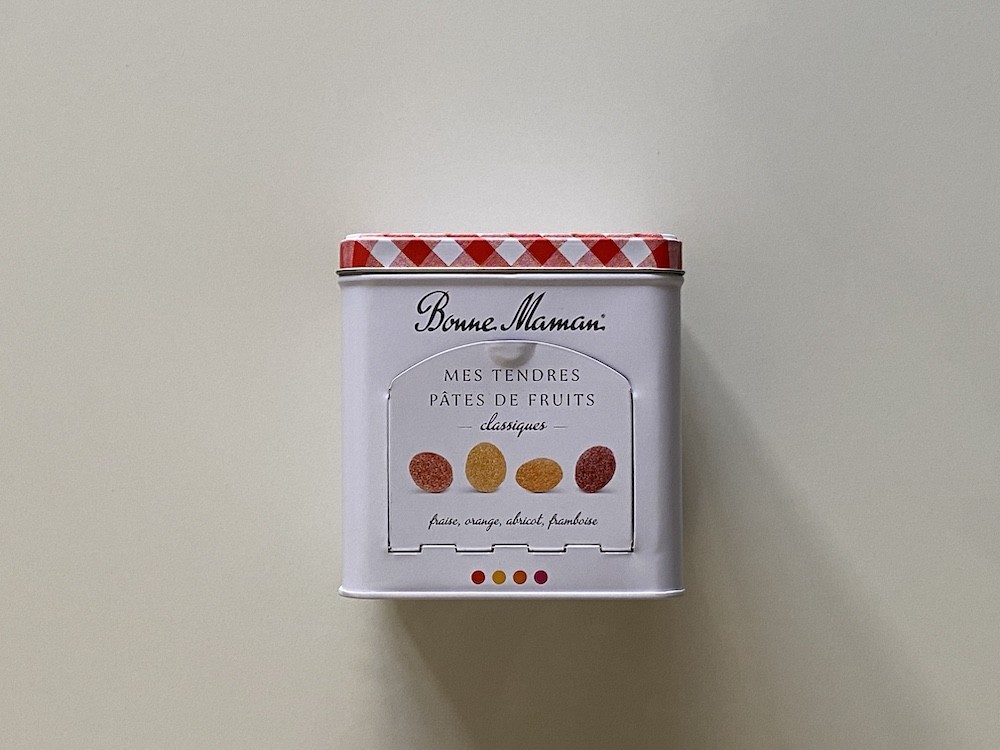 Bonne Maman®
MES TENDRES
PÂTES DE FRUITS
— classiques —
fraise, orange, abricot, framboise